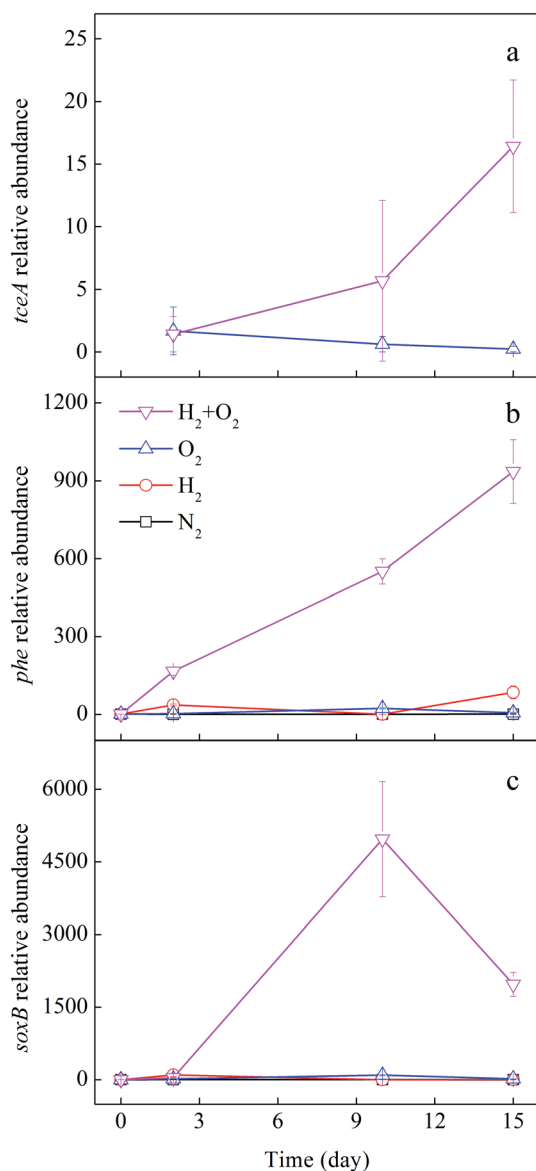 25
a
20
15
10
5
0
tceA relative abundance
1200
b
H₂+O₂
900
O₂
H₂
600
N₂
300
0
phe relative abundance
6000
c
4500
3000
1500
0
soxB relative abundance
0 3 6 9 12 15
Time (day)